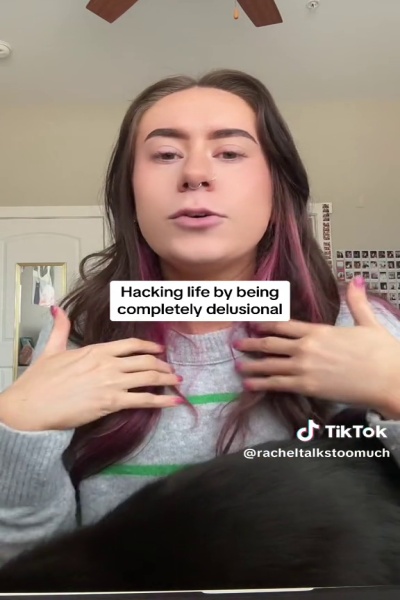 Hacking life by being
completely delusional
TikTok
@racheltalkstoomuch